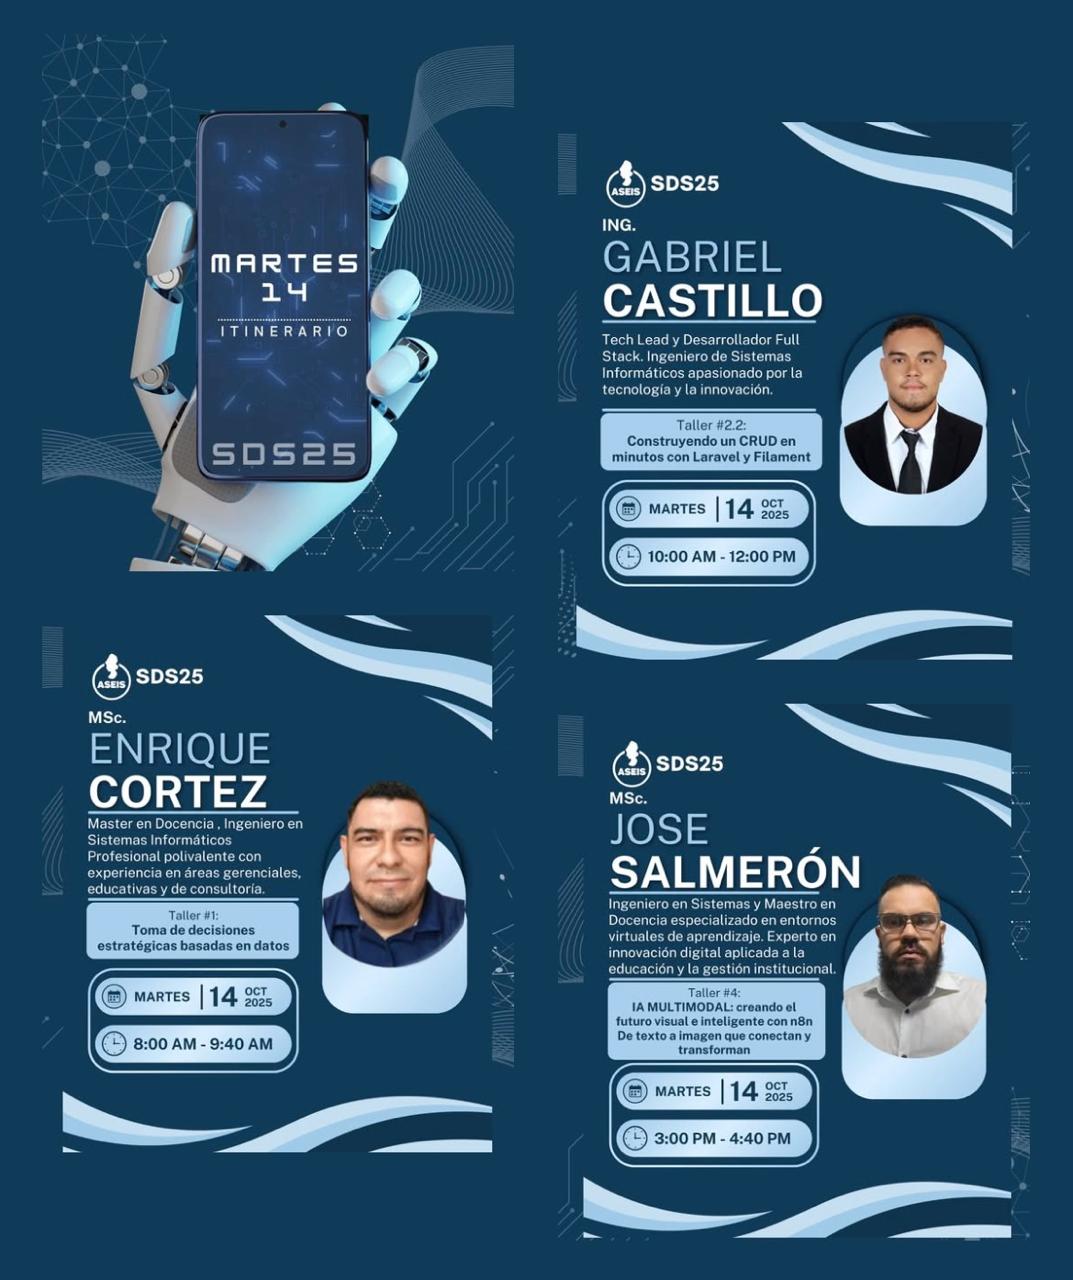 MARTES
14
ITINERARIO
SDS25
ASEIS
SDS25
ING.
GABRIEL
CASTILLO
Tech Lead y Desarrollador Full
Stack. Ingeniero de Sistemas
Informáticos apasionado por la
tecnología y la innovación.
Taller #2.2:
Construyendo un CRUD en
minutos con Laravel y Filament
MARTES | 14 OCT
2025
10:00 AM - 12:00 PM
ASEIS
SDS25
MSc.
ENRIQUE
CORTEZ
Master en Docencia , Ingeniero en
Sistemas Informáticos
Profesional polivalente con
experiencia en áreas gerenciales,
educativas y de consultoría.
Taller #1:
Toma de decisiones
estratégicas basadas en datos
MARTES | 14 OCT
2025
8:00 AM - 9:40 AM
ASEIS
SDS25
MSc.
JOSE
SALMERÓN
Ingeniero en Sistemas y Maestro en
Docencia especializado en entornos
virtuales de aprendizaje. Experto en
innovación digital aplicada a la
educación y la gestión institucional.
Taller #4:
IA MULTIMODAL: creando el
futuro visual e inteligente con n8n
De texto a imagen que conectan y
transforman
MARTES | 14 OCT
2025
3:00 PM - 4:40 PM